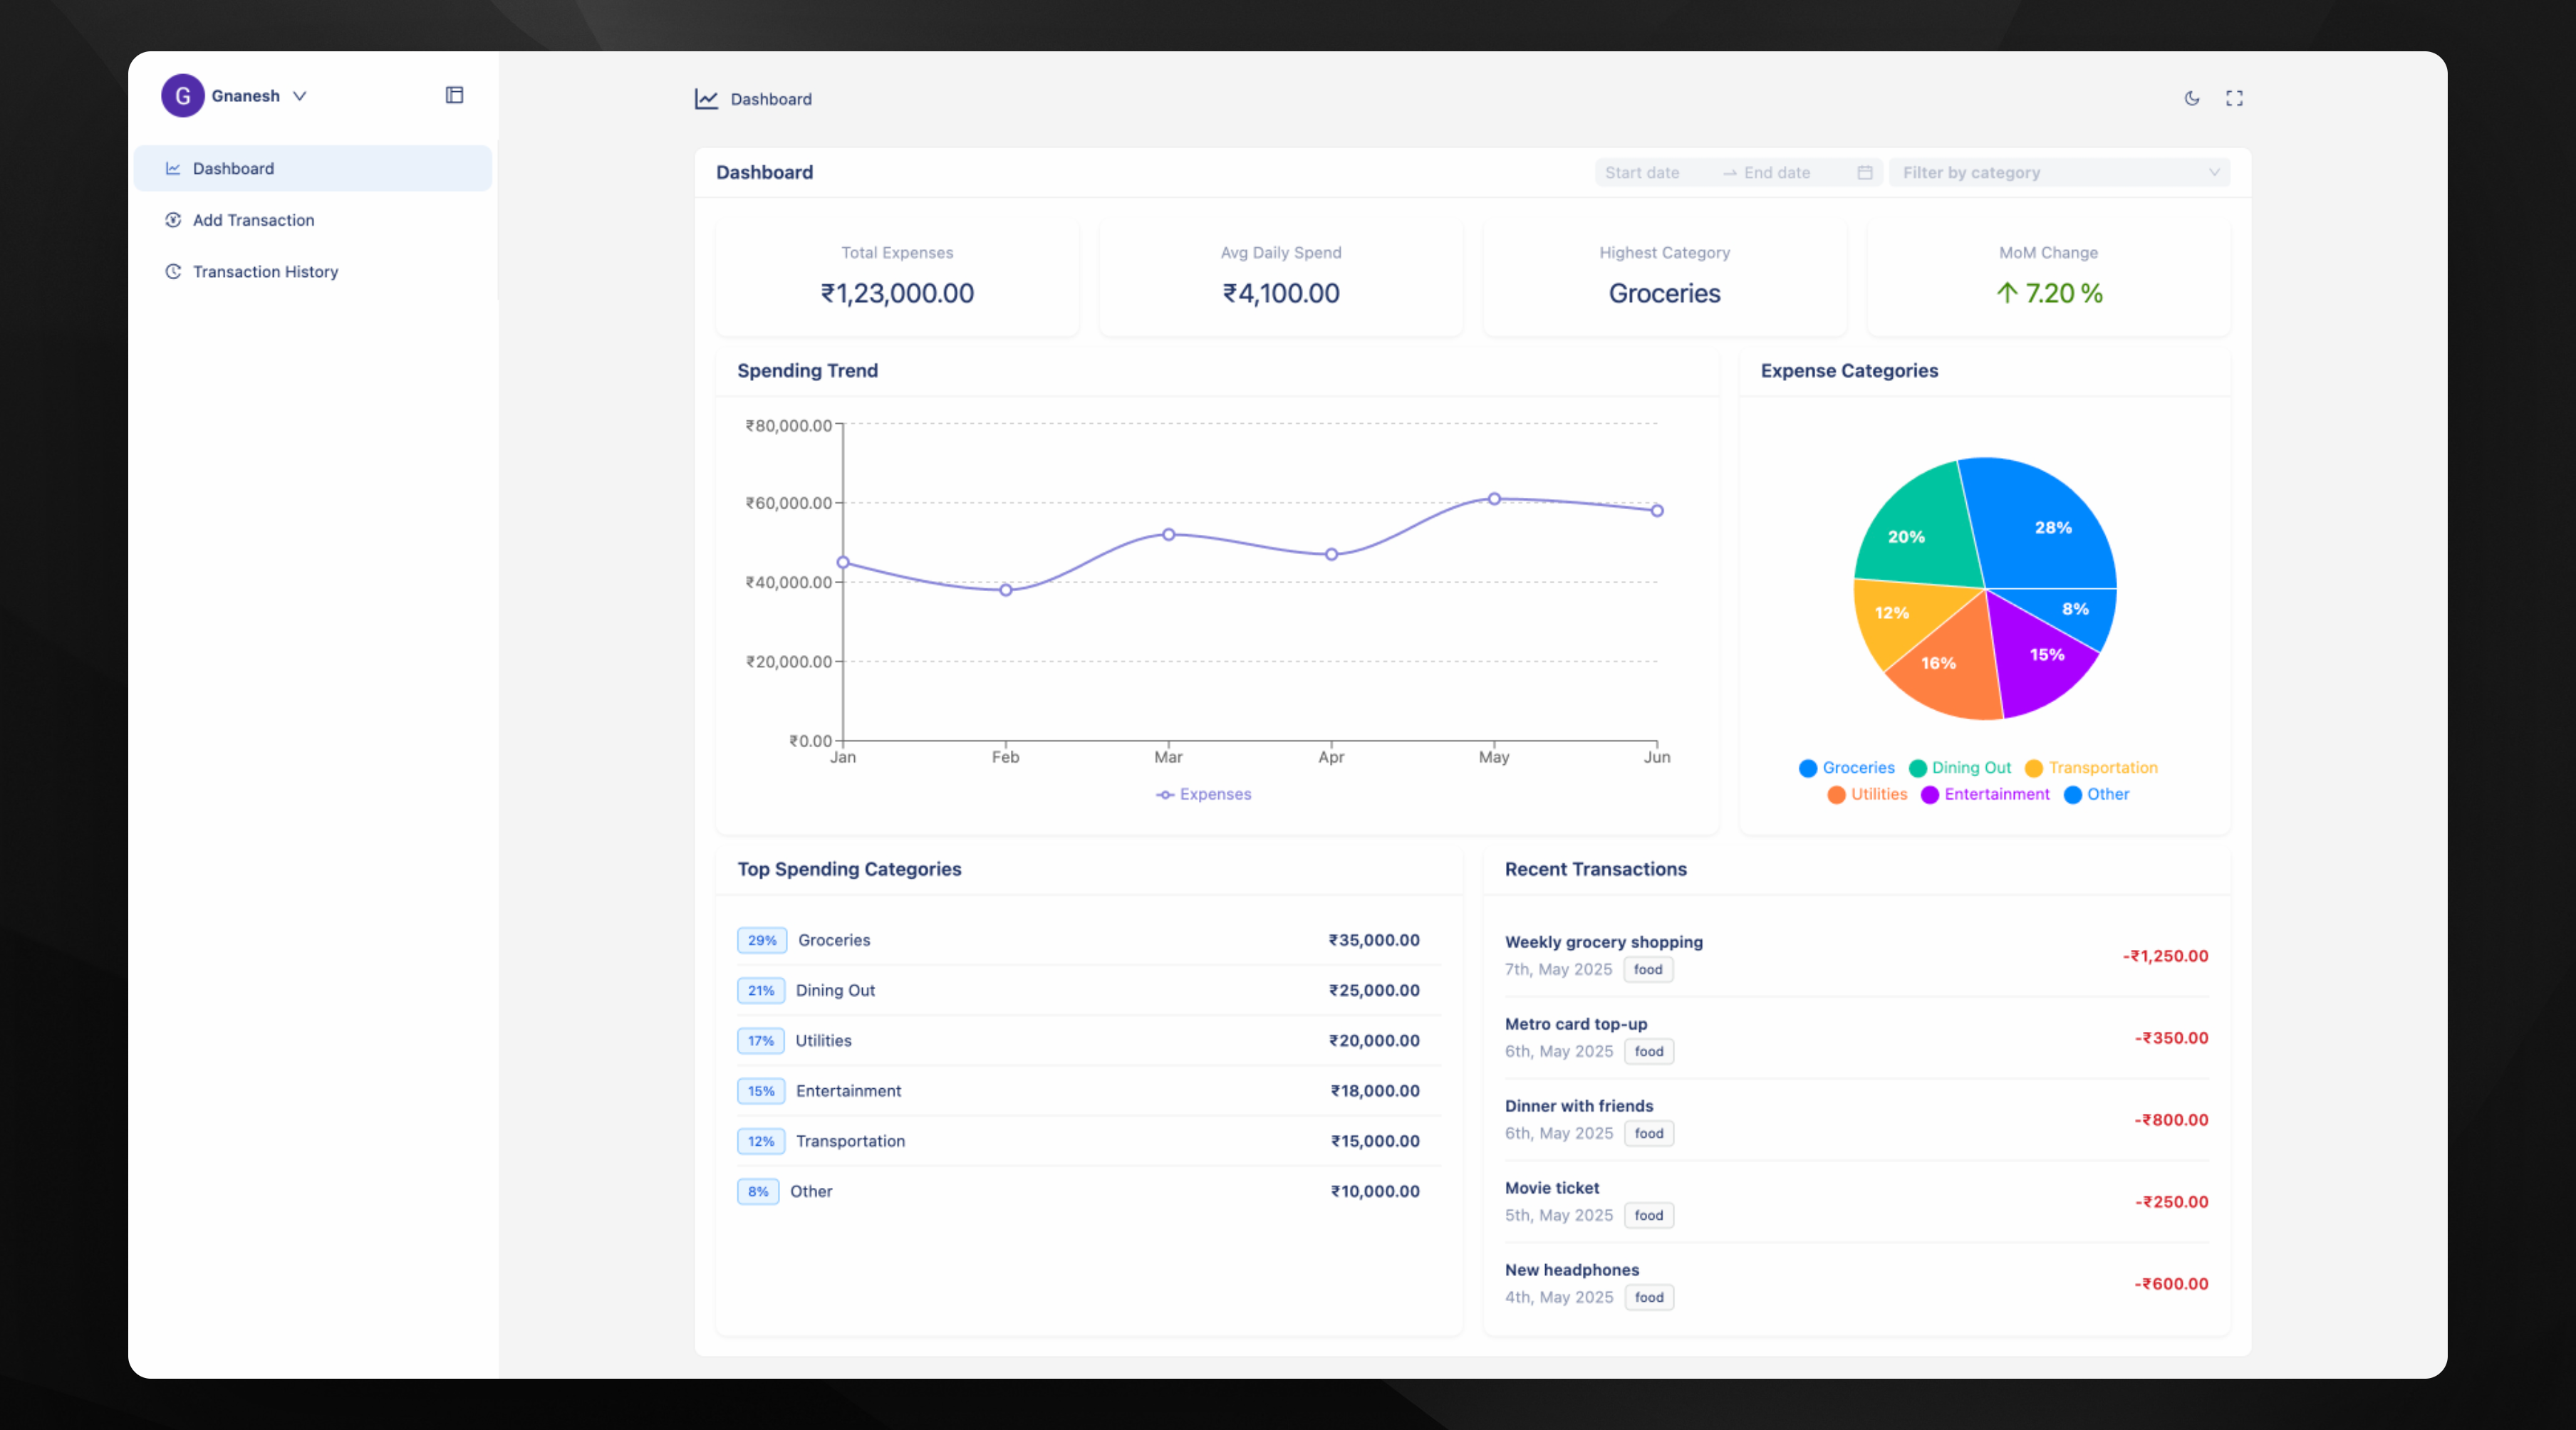 G Gnanesh
Dashboard
Add Transaction
Transaction History
Dashboard
Dashboard
Start date End date Filter by category
Total Expenses
₹1,23,000.00
Avg Daily Spend
₹4,100.00
Highest Category
Groceries
MoM Change
7.20 %
Spending Trend
₹80,000.00
₹60,000.00
₹40,000.00
₹20,000.00
₹0.00
Jan Feb Mar Apr May Jun
Expenses
Expense Categories
28%
20%
12%
8%
15%
16%
Groceries Dining Out Transportation
Utilities Entertainment Other
Top Spending Categories
29% Groceries ₹35,000.00
21% Dining Out ₹25,000.00
17% Utilities ₹20,000.00
15% Entertainment ₹18,000.00
12% Transportation ₹15,000.00
8% Other ₹10,000.00
Recent Transactions
Weekly grocery shopping
7th, May 2025 food
-₹1,250.00
Metro card top-up
6th, May 2025 food
-₹350.00
Dinner with friends
6th, May 2025 food
-₹800.00
Movie ticket
5th, May 2025 food
-₹250.00
New headphones
4th, May 2025 food
-₹600.00